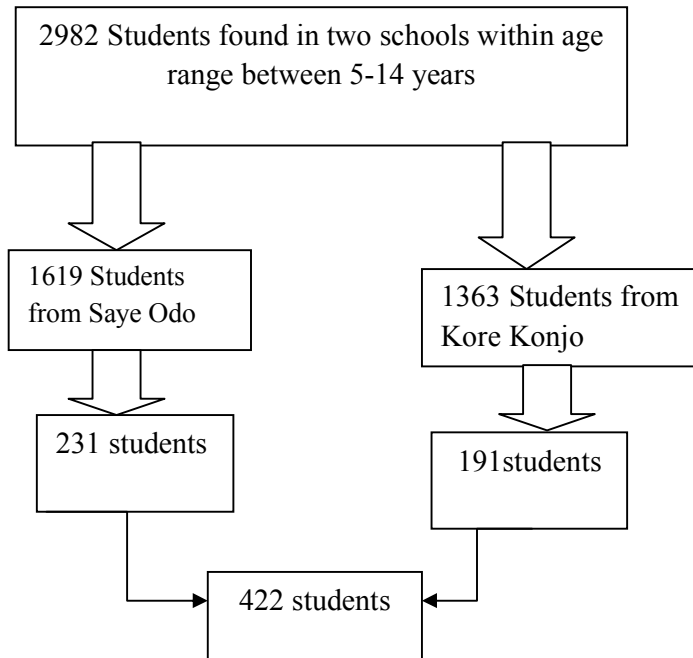 2982 Students found in two schools within age
range between 5-14 years
1619 Students
from Saye Odo
1363 Students from
Kore Konjo
231 students
191students
422 students